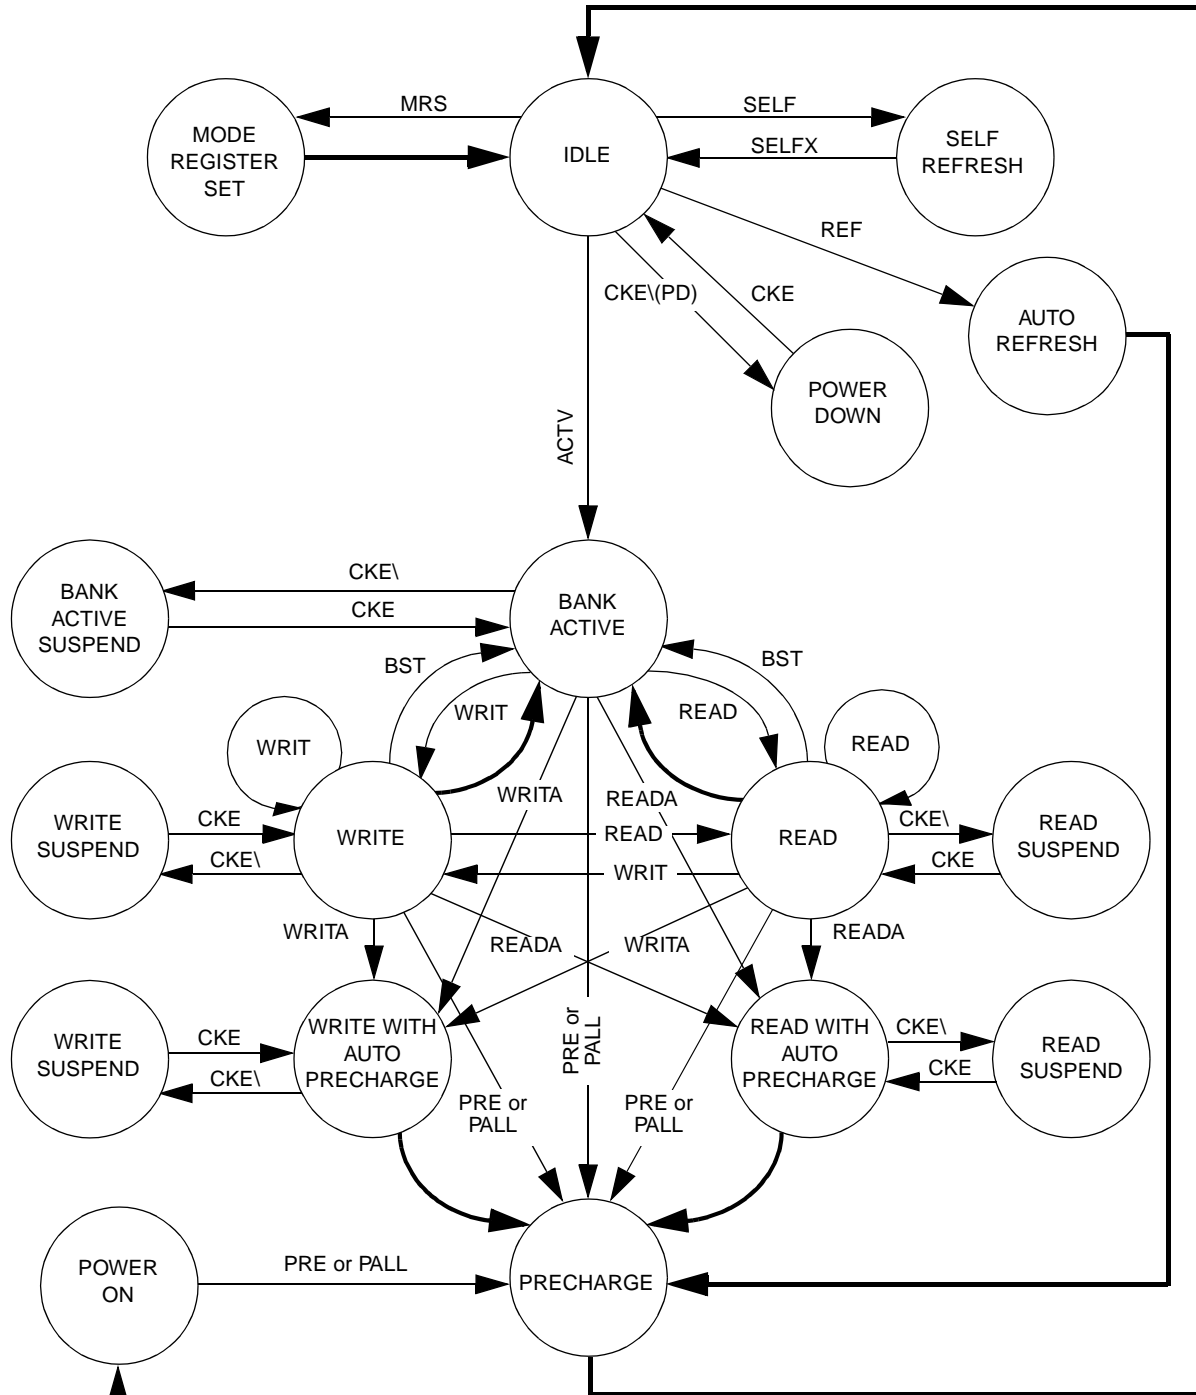 MRS
SELF
MODE
REGISTER
SET
IDLE
SELFX
SELF
REFRESH
REF
CKE\(PD)
CKE
AUTO
REFRESH
POWER
DOWN
ACTV
CKE\
BANK
ACTIVE
SUSPEND
CKE
BANK
ACTIVE
BST
BST
WRIT
READ
WRIT
READ
WRITA
READA
WRITE
SUSPEND
CKE
CKE\
WRITE
READ
WRIT
READ
CKE\
CKE
READ
SUSPEND
WRITA
READA
WRITA
READA
WRITE
SUSPEND
CKE
CKE\
WRITE WITH
AUTO
PRECHARGE
PRE or
PALL
READ WITH
AUTO
PRECHARGE
CKE\
CKE
READ
SUSPEND
PRE or
PALL
PRE or
PALL
POWER
ON
PRE or PALL
PRECHARGE